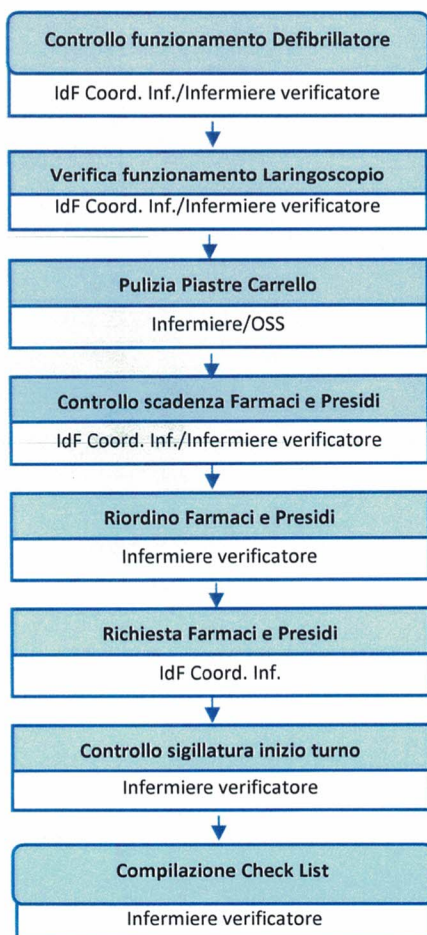 Controllo funzionamento Defibrillatore
IdF Coord. Inf./Infermiere verificatore
Verifica funzionamento Laringoscopio
IdF Coord. Inf./Infermiere verificatore
Pulizia Piastre Carrello
Infermiere/OSS
Controllo scadenza Farmaci e Presidi
IdF Coord. Inf./Infermiere verificatore
Riordino Farmaci e Presidi
Infermiere verificatore
Richiesta Farmaci e Presidi
IdF Coord. Inf.
Controllo sigillatura inizio turno
Infermiere verificatore
Compilazione Check List
Infermiere verificatore